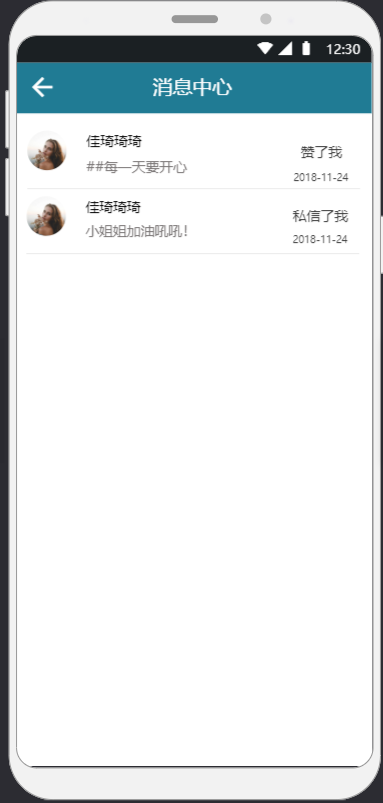 12:30
消息中心
佳琦琦琦
赞了我
##每一天要开心
2018-11-24
佳琦琦琦
私信了我
小姐姐加油吼吼！
2018-11-24